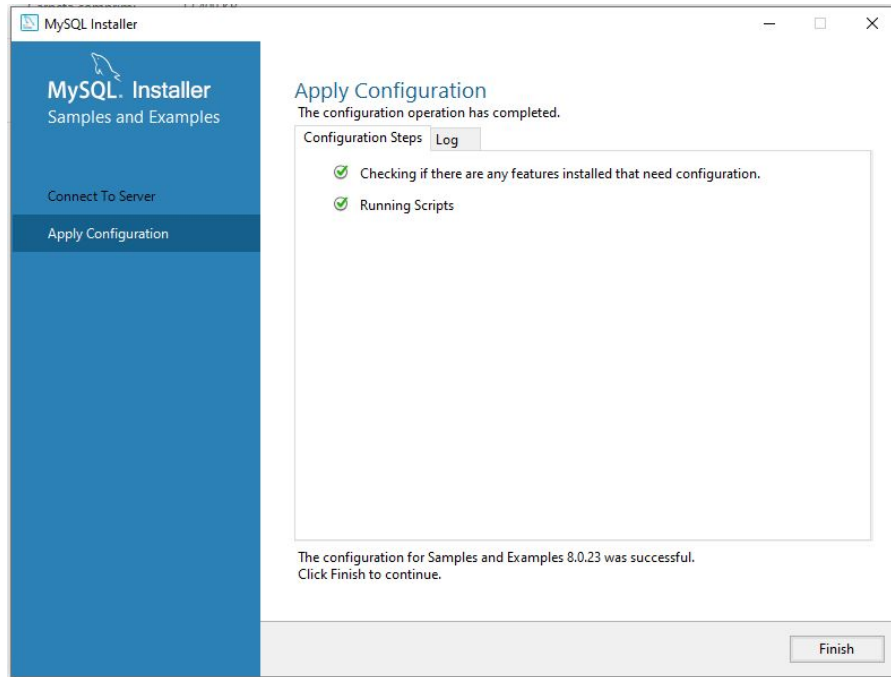 MySQL Installer
MySQL. Installer
Samples and Examples
Connect To Server
Apply Configuration
Apply Configuration
The configuration operation has completed.
Configuration Steps
Log
Checking if there are any features installed that need configuration.
Running Scripts
The configuration for Samples and Examples 8.0.23 was successful.
Click Finish to continue.
Finish